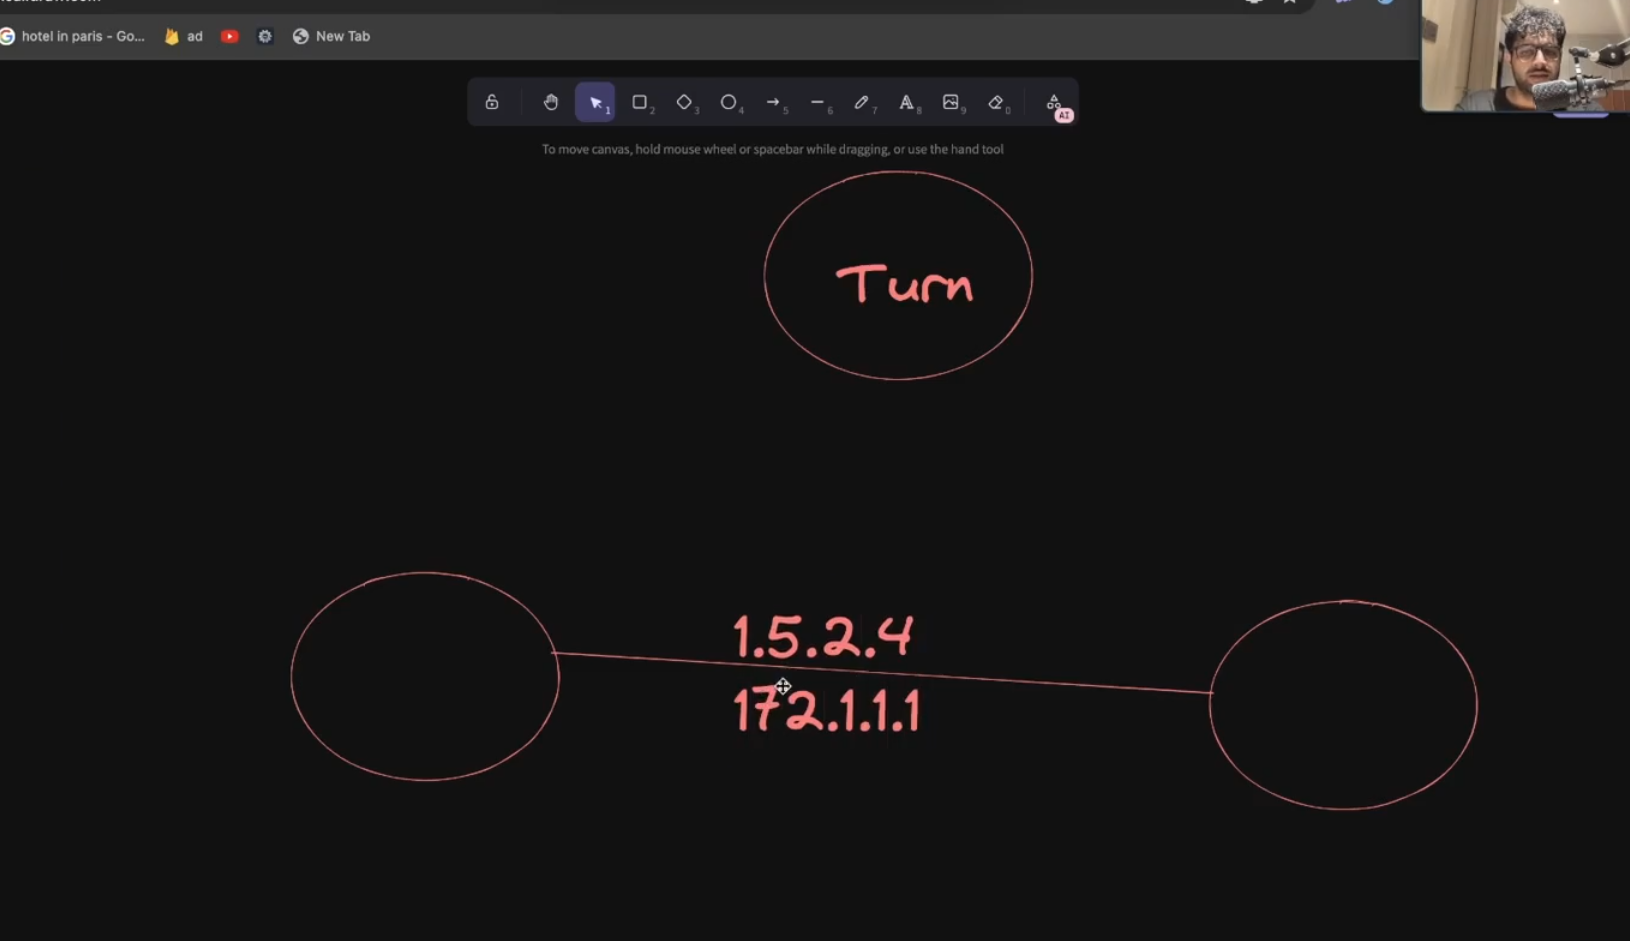 hotel in paris - Go...
ad
New Tab
1
2
3
4
5
6
7
8
9
0
AI
To move canvas, hold mouse wheel or spacebar while dragging, or use the hand tool
Turn
1.5.2.4
172.1.1.1